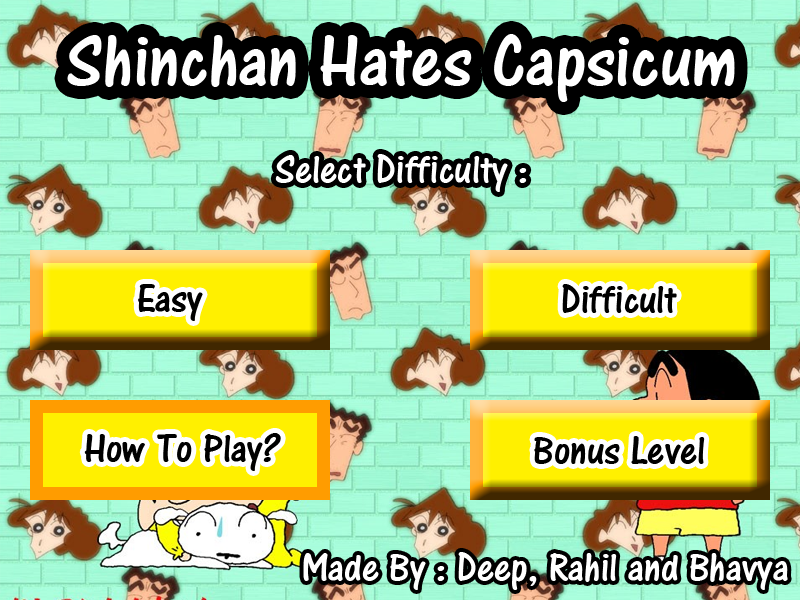 Shinchan Hates Capsicum
Select Difficulty :
Easy
Difficult
How To Play?
Bonus Level
Made By : Deep, Rahil and Bhavya